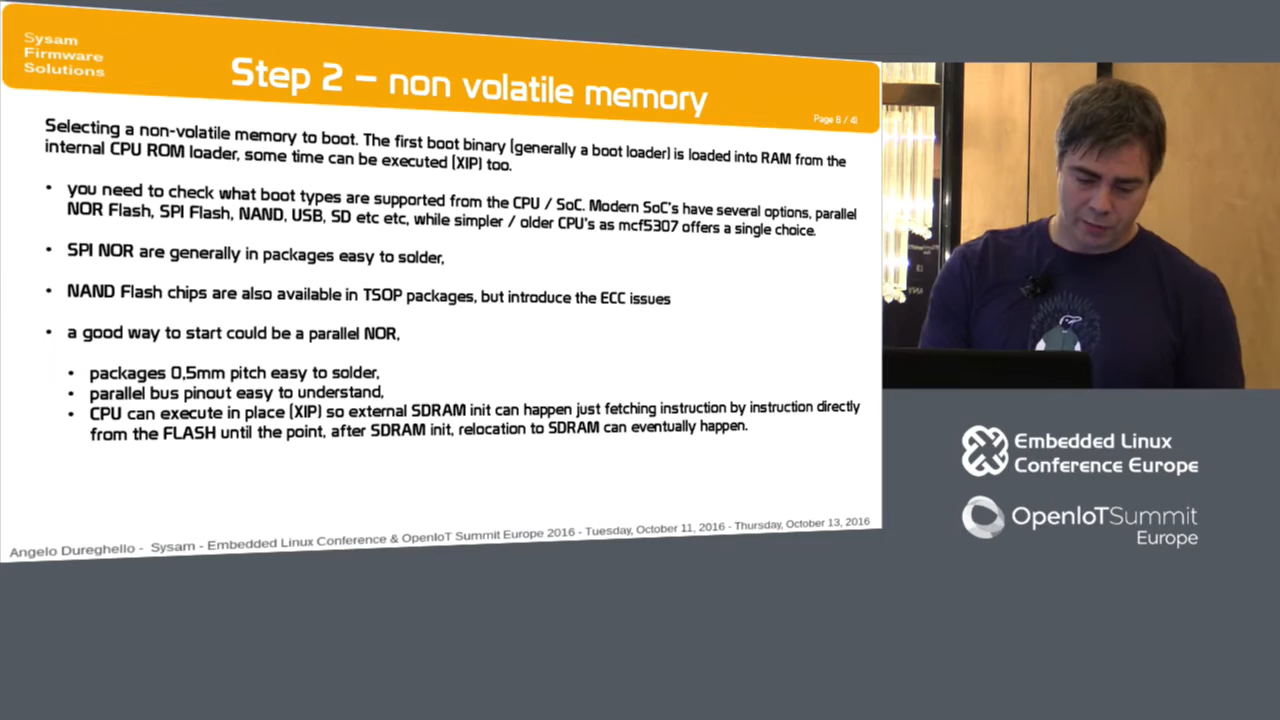 Sysam
Firmware
Solutions
Step 2 – non volatile memory
Page 8 / 41
Selecting a non-volatile memory to boot. The first boot binary (generally a boot loader) is loaded into RAM from the
internal CPU ROM loader, some time can be executed (XIP) too.
• you need to check what boot types are supported from the CPU / SoC. Modern SoC's have several options, parallel
NOR Flash, SPI Flash, NAND, USB, SD etc etc, while simpler / older CPU's as mcf5307 offers a single choice.
• SPI NOR are generally in packages easy to solder,
• NAND Flash chips are also available in TSOP packages, but introduce the ECC issues
• a good way to start could be a parallel NOR,
• packages 0,5mm pitch easy to solder,
• parallel bus pinout easy to understand,
• CPU can execute in place (XIP) so external SDRAM init can happen just fetching instruction by instruction directly
from the FLASH until the point, after SDRAM init, relocation to SDRAM can eventually happen.
Angelo Dureghello - Sysam - Embedded Linux Conference & OpenIoT Summit Europe 2016 - Tuesday, October 11, 2016 - Thursday, October 13, 2016
Embedded Linux
Conference Europe
OpenIoTSummit
Europe